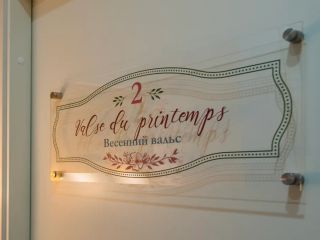 2
Valse du printemps
Весенний вальс